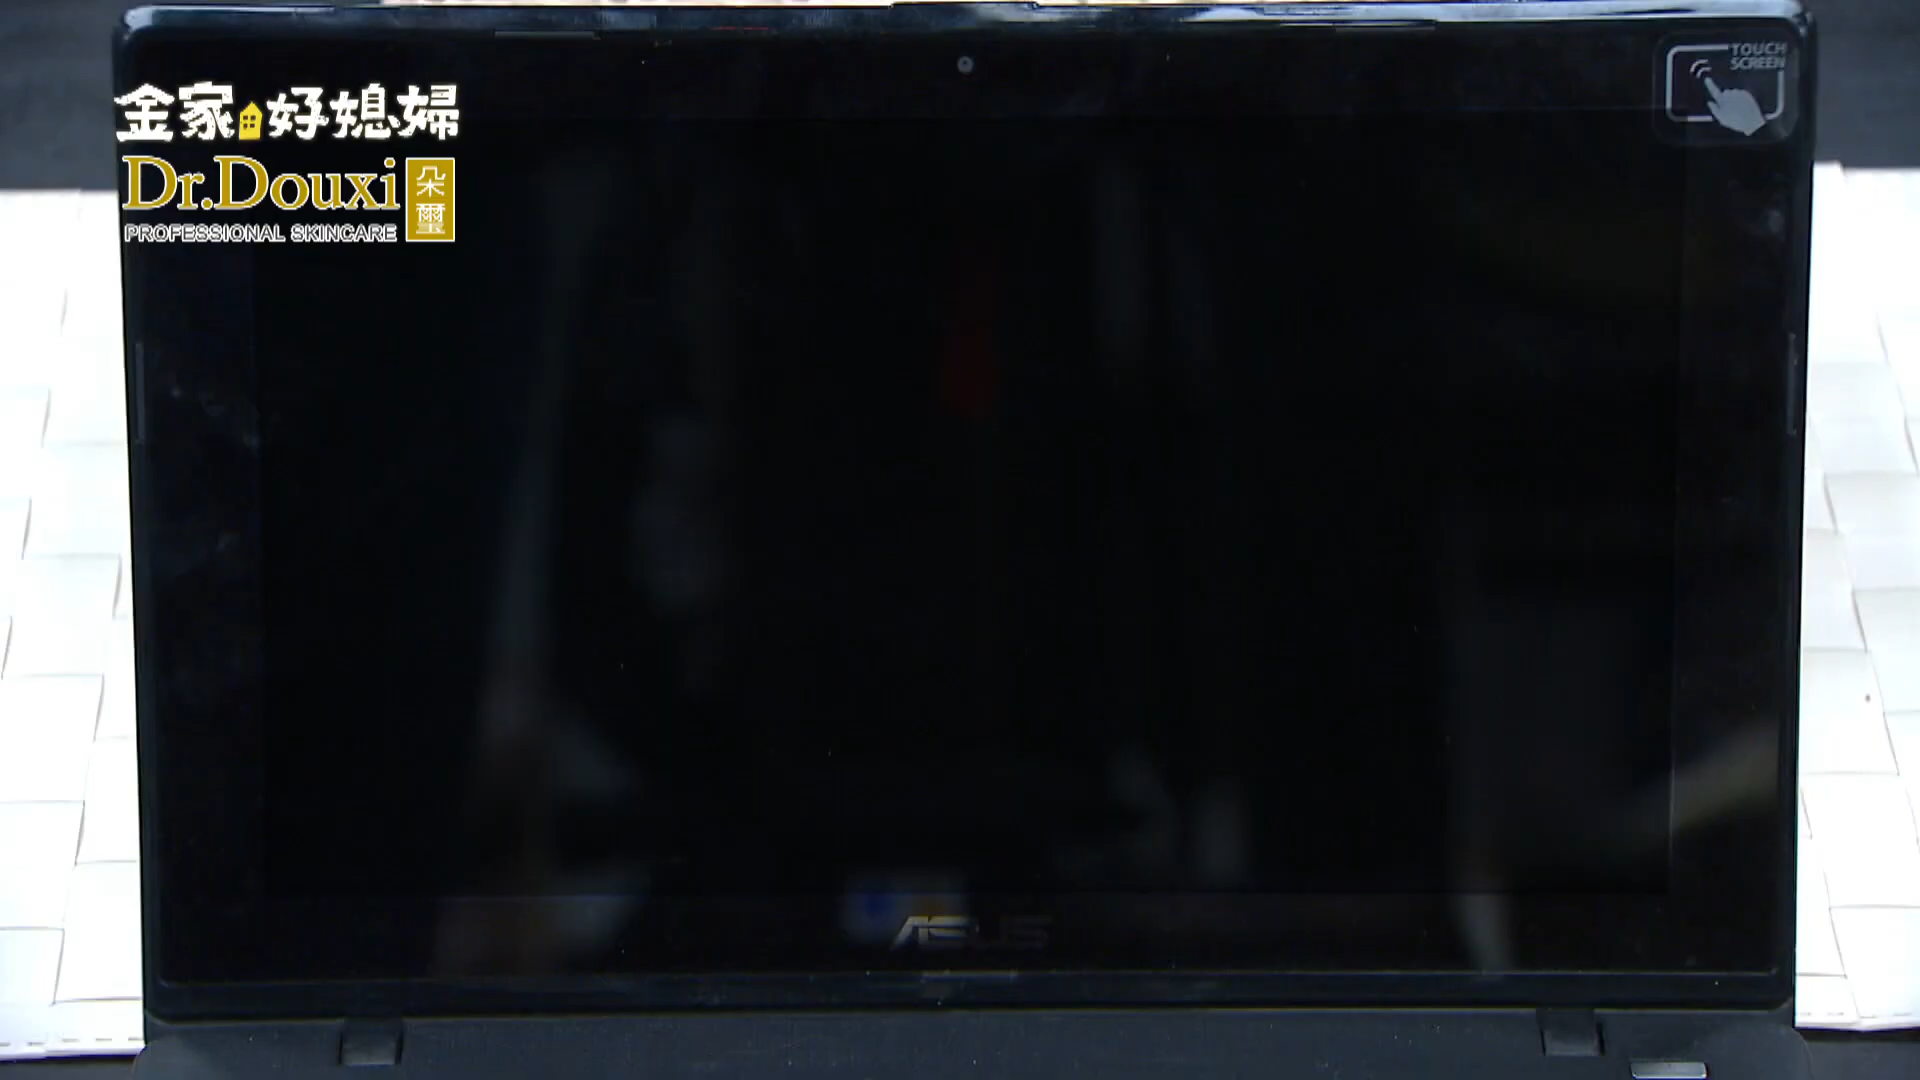 金家好媳婦
Dr.Douxi
朵璽
PROFESSIONAL SKINCARE
TOUCH
SCREEN
ASUS